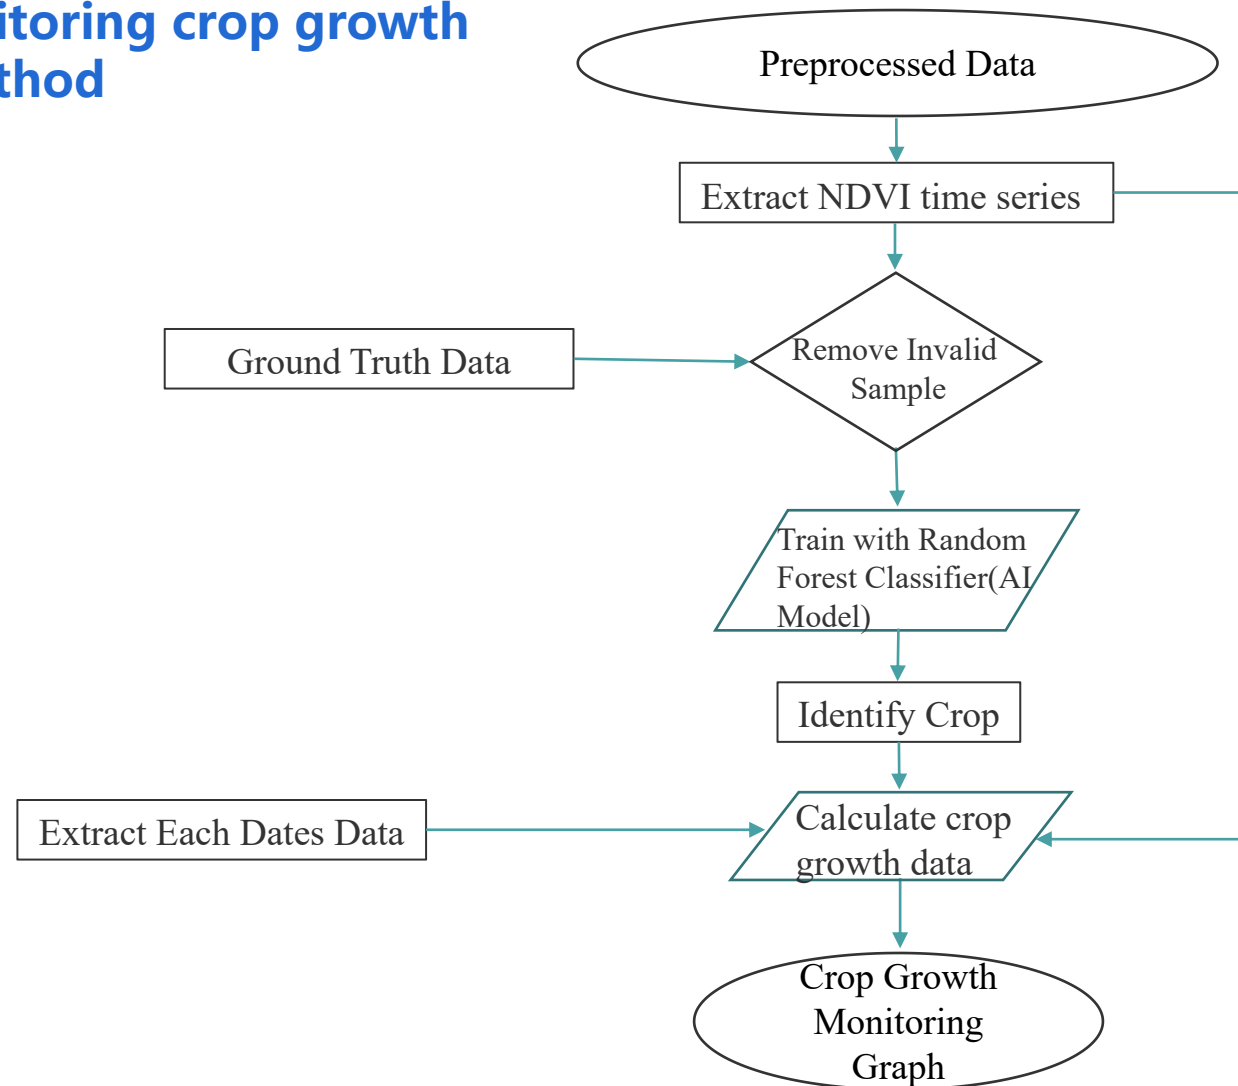 itoring crop growth
thod
Preprocessed Data
Extract NDVI time series
Ground Truth Data
Remove Invalid
Sample
Train with Random
Forest Classifier(AI
Model)
Identify Crop
Extract Each Dates Data
Calculate crop
growth data
Crop Growth
Monitoring
Graph